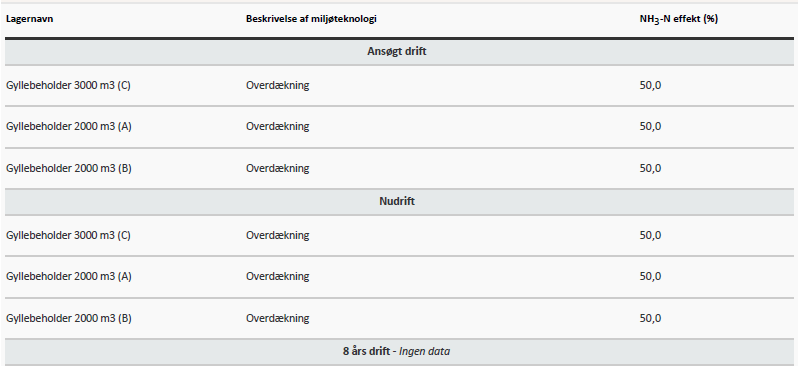 Lagernavn Beskrivelse af miljøteknologi NH3-N effekt (%)
Ansøgt drift
Gyllebeholder 3000 m3 (C) Overdækning 50,0
Gyllebeholder 2000 m3 (A) Overdækning 50,0
Gyllebeholder 2000 m3 (B) Overdækning 50,0
Nudrift
Gyllebeholder 3000 m3 (C) Overdækning 50,0
Gyllebeholder 2000 m3 (A) Overdækning 50,0
Gyllebeholder 2000 m3 (B) Overdækning 50,0
8 års drift - Ingen data